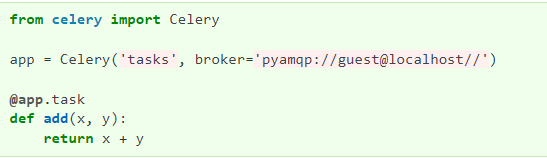 from celery import Celery
app = Celery('tasks', broker='pyamqp://guest@localhost//')
@app.task
def add(x, y):
    return x + y